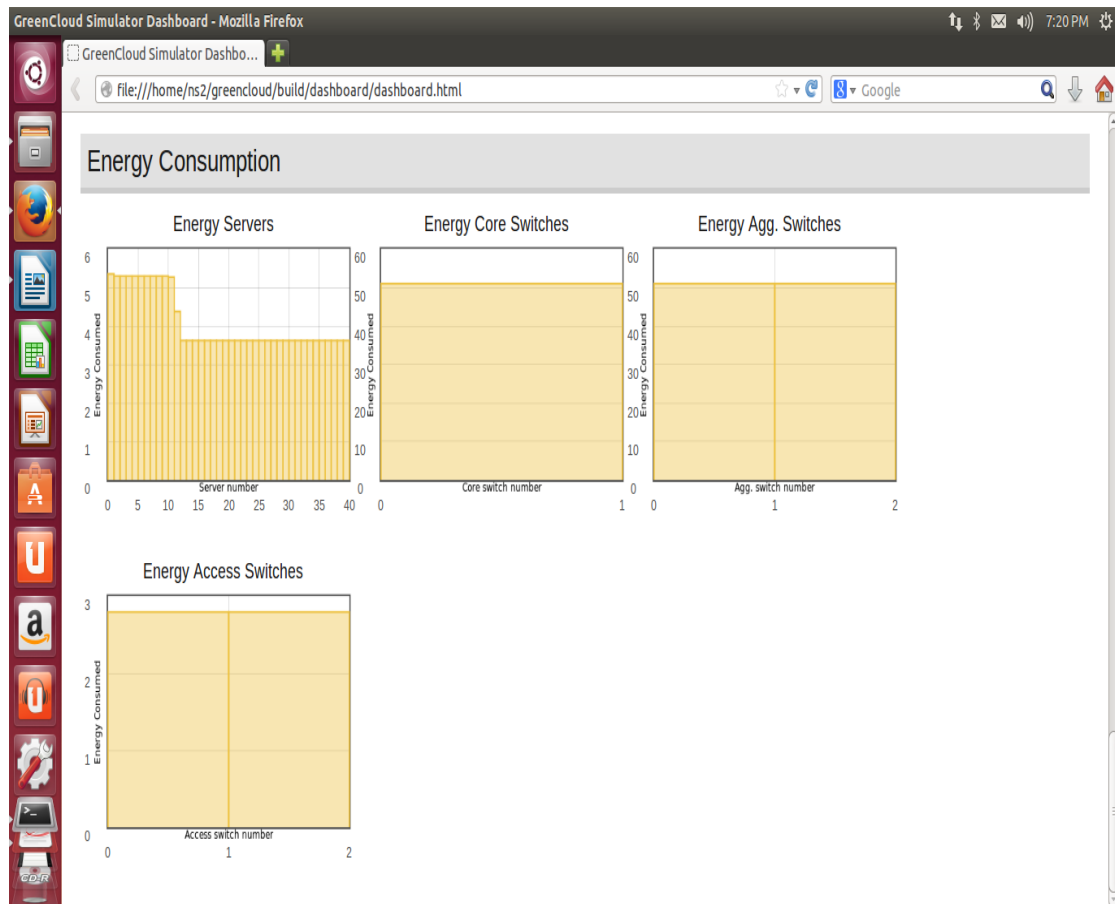 GreenCloud Simulator Dashboard - Mozilla Firefox
7:20 PM
GreenCloud Simulator Dashbo...
file:///home/ns2/greencloud/build/dashboard/dashboard.html
8 Google
Energy Consumption
Energy Servers
6
5
4
3
2
1
0
Energy Consumed
Server number
0 5 10 15 20 25 30 35 40
Energy Core Switches
60
50
40
30
20
10
0
Energy Consumed
Core switch number
0 1
Energy Agg. Switches
60
50
40
30
20
10
0
Energy Consumed
Agg. switch number
0 1 2
Energy Access Switches
3
2
1
0
Energy Consumed
Access switch number
0 1 2
A
U
a
U
>_
CD-R